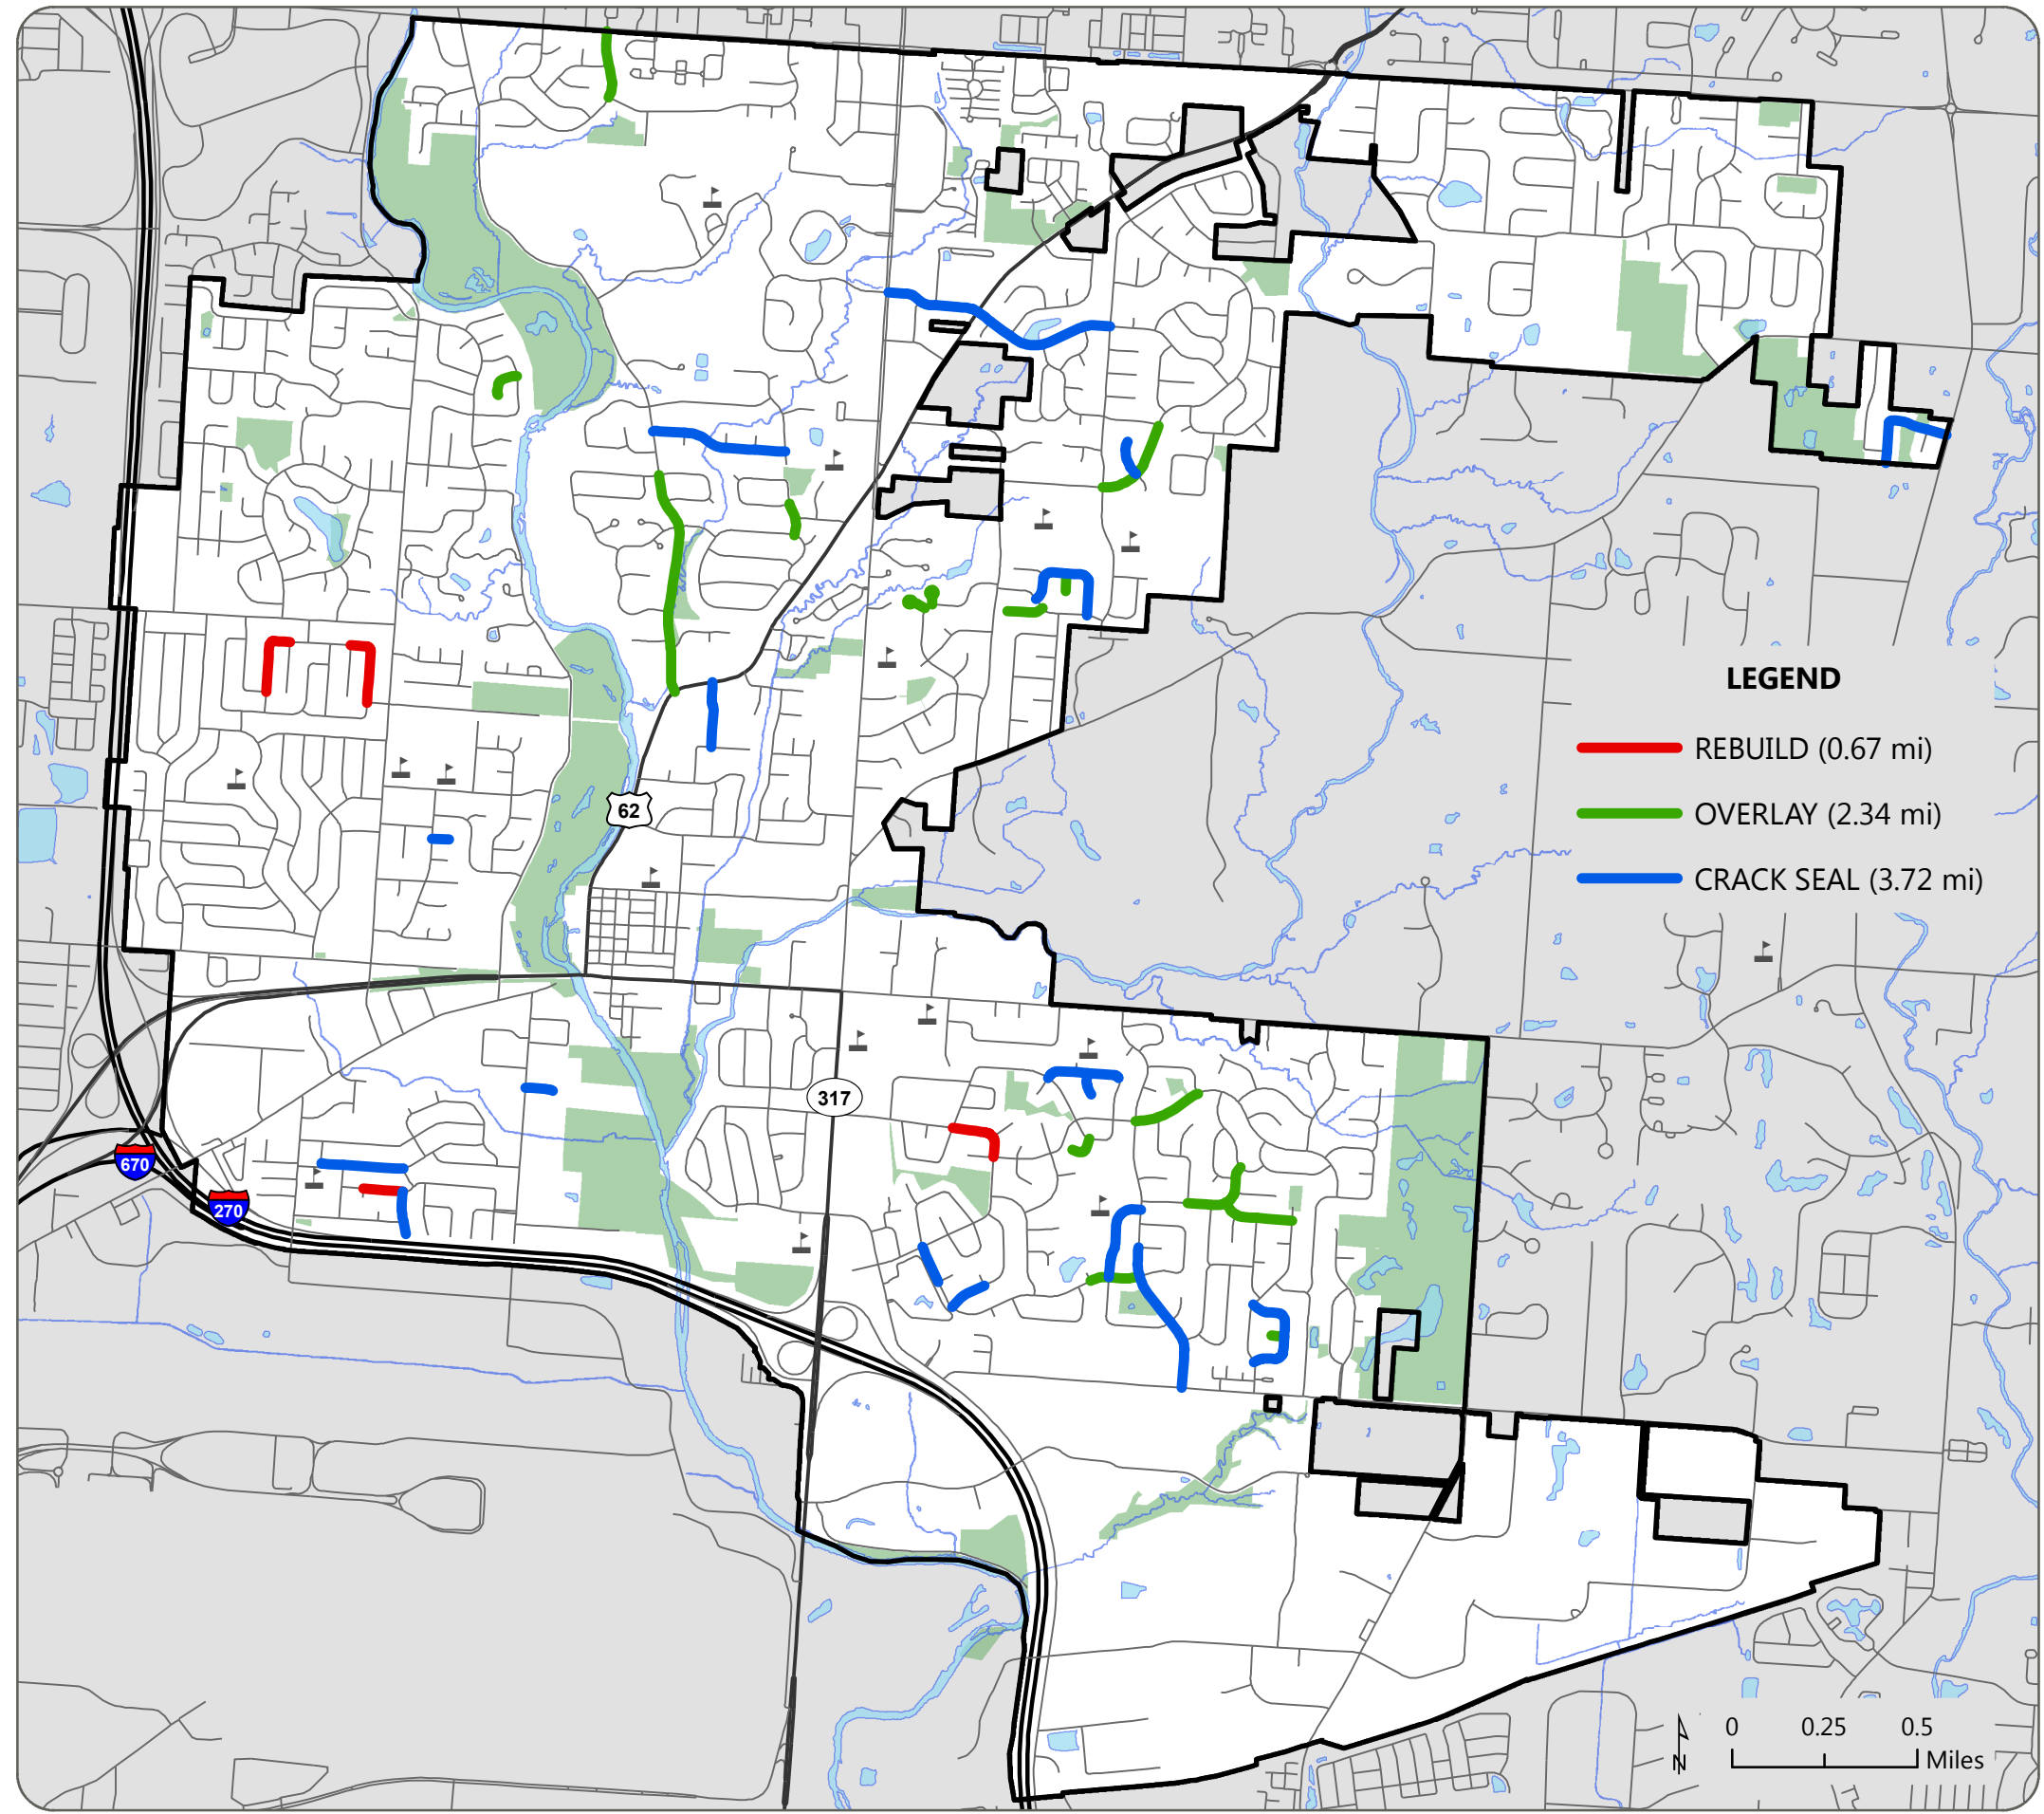 LEGEND
REBUILD (0.67 mi)
62
OVERLAY (2.34 mi)
CRACK SEAL (3.72 mi)
317
670
270
0 0.25 0.5
Miles
N